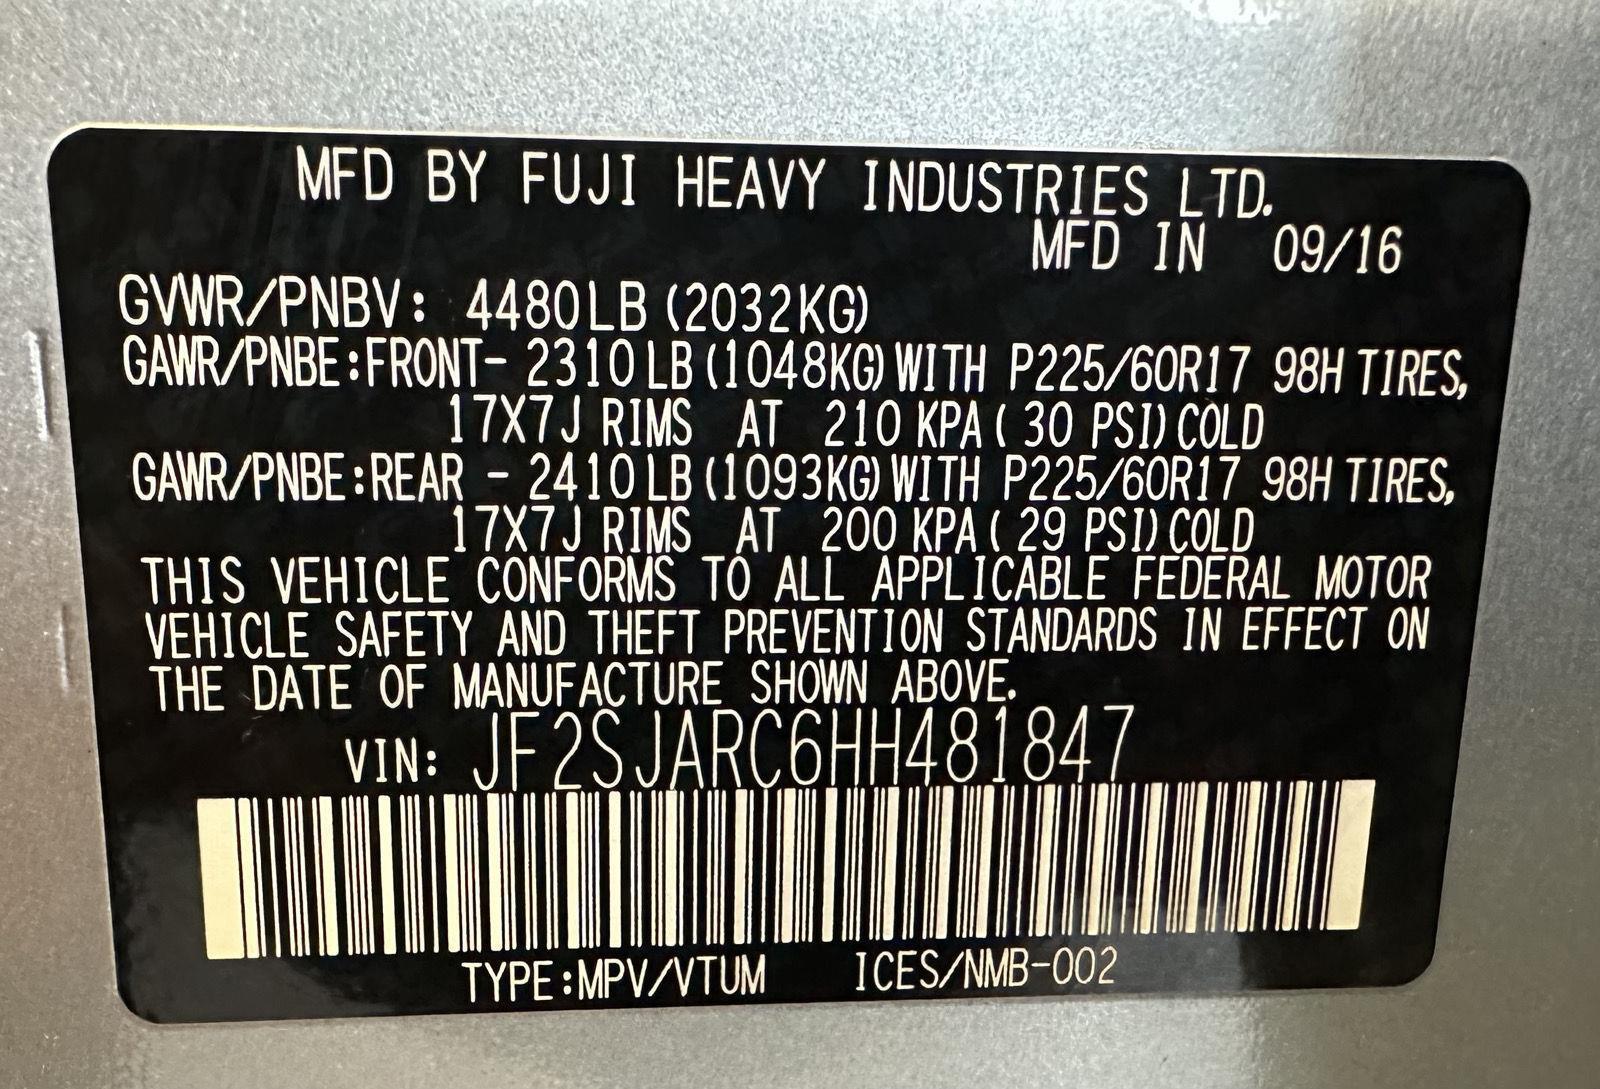 MFD BY FUJI HEAVY INDUSTRIES LTD.
MFD IN 09/16
GVWR/PNBV: 4480LB (2032KG)
GAWR/PNBE:FRONT- 2310LB (1048KG) WITH P225/60R17 98H TIRES,
17X7J RIMS AT 210 KPA ( 30 PSI) COLD
GAWR/PNBE:REAR - 2410LB (1093KG) WITH P225/60R17 98H TIRES,
17X7J RIMS AT 200 KPA ( 29 PSI) COLD
THIS VEHICLE CONFORMS TO ALL APPLICABLE FEDERAL MOTOR
VEHICLE SAFETY AND THEFT PREVENTION STANDARDS IN EFFECT ON
THE DATE OF MANUFACTURE SHOWN ABOVE.
VIN: JF2SJARC6HH481847
TYPE:MPV/VTUM ICES/NMB-002